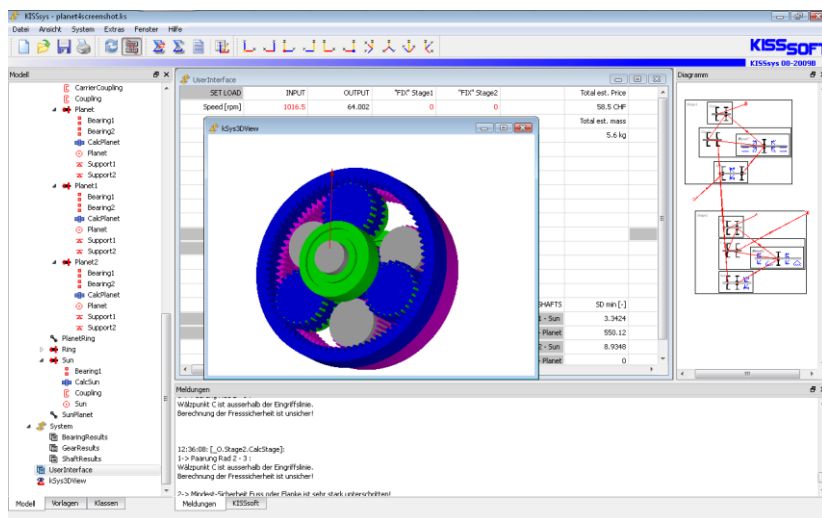 KISSsys - planet4screenshot.ks
Datei Ansicht System Extras Fenster Hilfe
KISSSOFT
KISSsys 08-2009B
Modell
CarrierCoupling
Coupling
Planet
Bearing1
Bearing2
CalcPlanet
Planet
Support1
Support2
Planet1
Bearing1
Bearing2
CalcPlanet
Planet
Support1
Support2
Planet2
Bearing1
Bearing2
CalcPlanet
Planet
Support1
Support2
PlanetRing
Ring
Sun
Bearing1
CalcSun
Coupling
Sun
SunPlanet
System
BearingResults
GearResults
ShaftResults
UserInterface
kSys3DView
Modell Vorlagen Klassen
UserInterface
SET LOAD INPUT OUTPUT "FIX" Stage1 "FIX" Stage2 Total est. Price
Speed [rpm] 1016.5 64.002 0 0 58.5 CHF
Total est. mass
5.6 kg
kSys3DView
SHAFTS SD min [-]
1 - Sun 3.3424
- Planet 550.12
2 - Sun 8.9348
- Planet 0
Diagramm
Meldungen
Wälzpunkt C ist ausserhalb der Eingriffslinie.
Berechnung der Fresssicherheit ist unsicher!
12:36:08: [_O.Stage2.CalcStage]:
1-> Paarung Rad 2 - 3 :
Wälzpunkt C ist ausserhalb der Eingriffslinie.
Berechnung der Fresssicherheit ist unsicher!
2-> Mindest-Sicherheit Fuss oder Flanke ist sehr stark unterschritten!
Meldungen KISSsoft